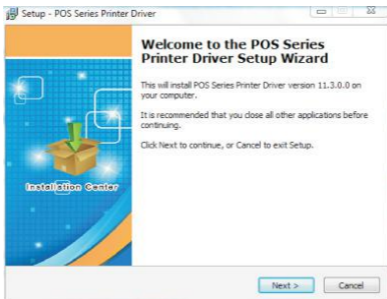 Setup - POS Series Printer Driver
Welcome to the POS Series
Printer Driver Setup Wizard
This will install POS Series Printer Driver version 11.3.0.0 on
your computer.
It is recommended that you close all other applications before
continuing.
Click Next to continue, or Cancel to exit Setup.
Installation Center
Next >
Cancel